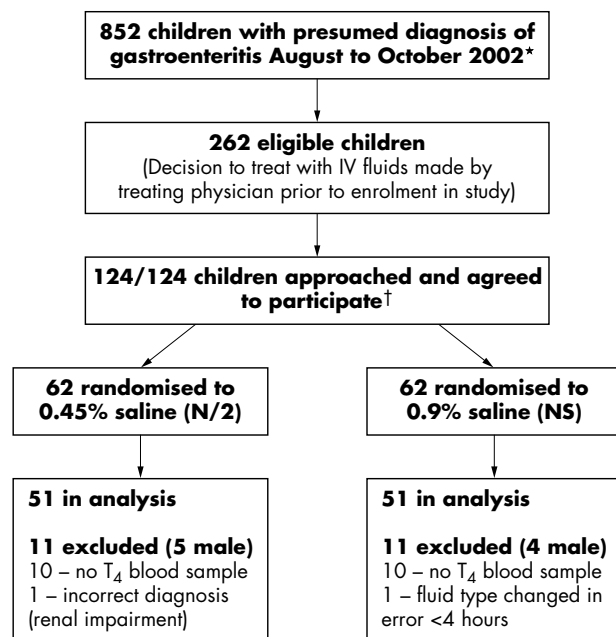 852 children with presumed diagnosis of
gastroenteritis August to October 2002*
262 eligible children
(Decision to treat with IV fluids made by
treating physician prior to enrolment in study)
124/124 children approached and agreed
to participate†
62 randomised to
0.45% saline (N/2)
62 randomised to
0.9% saline (NS)
51 in analysis
11 excluded (5 male)
10 – no T4 blood sample
1 – incorrect diagnosis
(renal impairment)
51 in analysis
11 excluded (4 male)
10 – no T4 blood sample
1 – fluid type changed in
error <4 hours